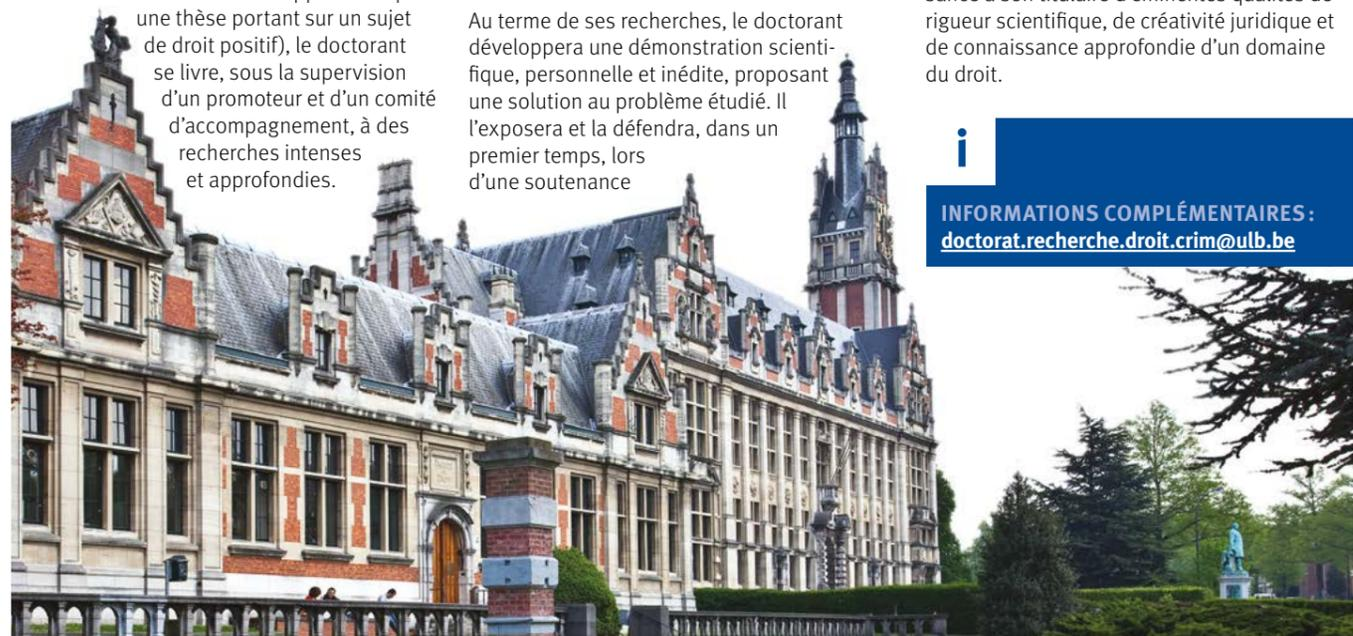 une thèse portant sur un sujet
de droit positif), le doctorant
se livre, sous la supervision
d'un promoteur et d'un comité
d'accompagnement, à des
recherches intenses
et approfondies.
Au terme de ses recherches, le doctorant
développera une démonstration scienti-
fique, personnelle et inédite, proposant
une solution au problème étudié. Il
l'exposera et la défendra, dans un
premier temps, lors
d'une soutenance
rigueur scientifique, de créativité juridique et
de connaissance approfondie d'un domaine
du droit.
i
INFORMATIONS COMPLÉMENTAIRES :
doctorat.recherche.droit.crim@ulb.be